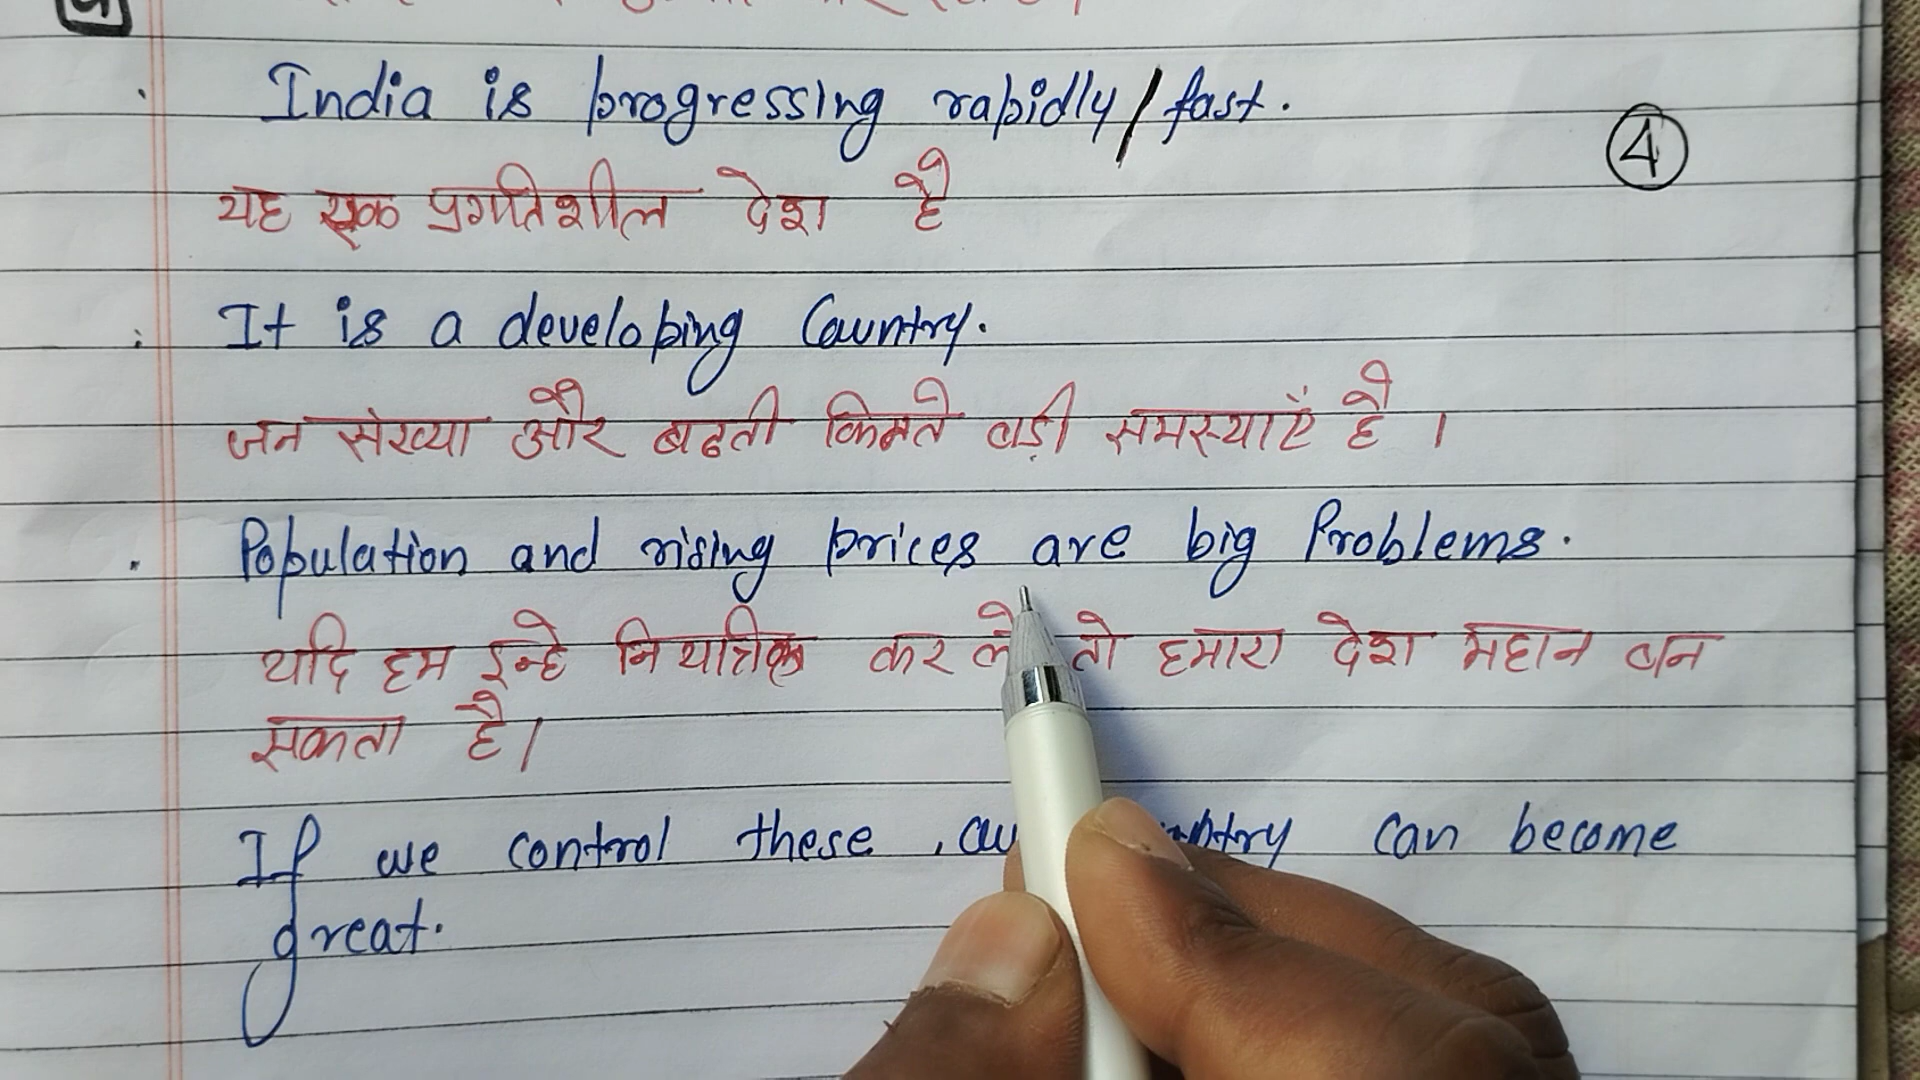 India is progressing rapidly/fast.
④
यह एक प्रगतिशील देश है
It is a developing Country.
जन संख्या और बढती किमते बड़ी समस्याएँ है ।
Population and rising prices are big Problems.
यदि हम इन्हे कर तो हमारा देश महान बन
सकता है।
If we control these , can become
great.